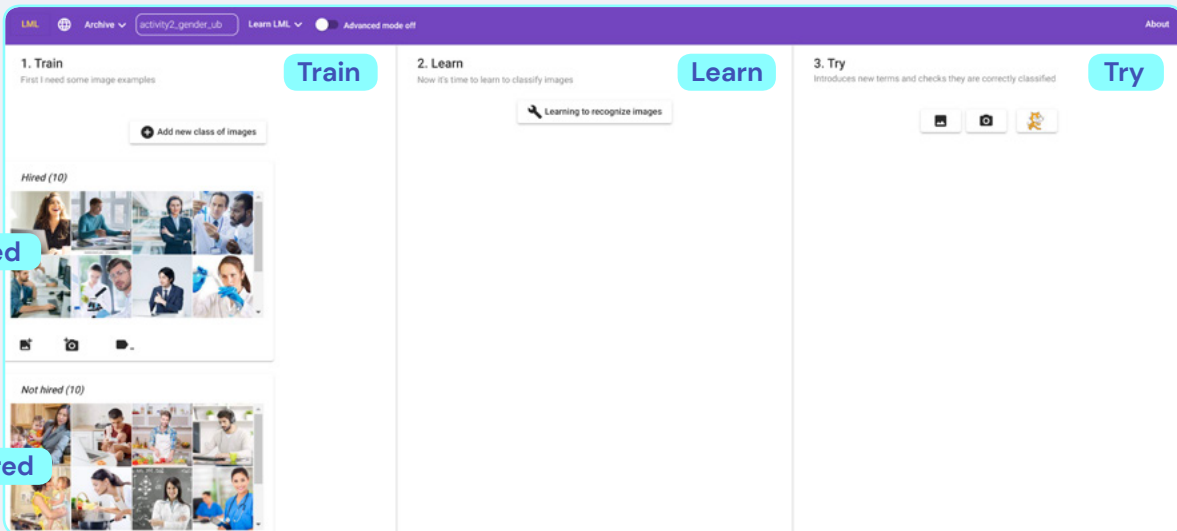 LML Archive activity2_gender_ub Learn LML Advanced mode off About
1. Train
First I need some image examples
Train
Add new class of images
Hired (10)
ed
Not hired (10)
red
2. Learn
Now it's time to learn to classify images
Learn
Learning to recognize images
3. Try
Introduces new terms and checks they are correctly classified
Try